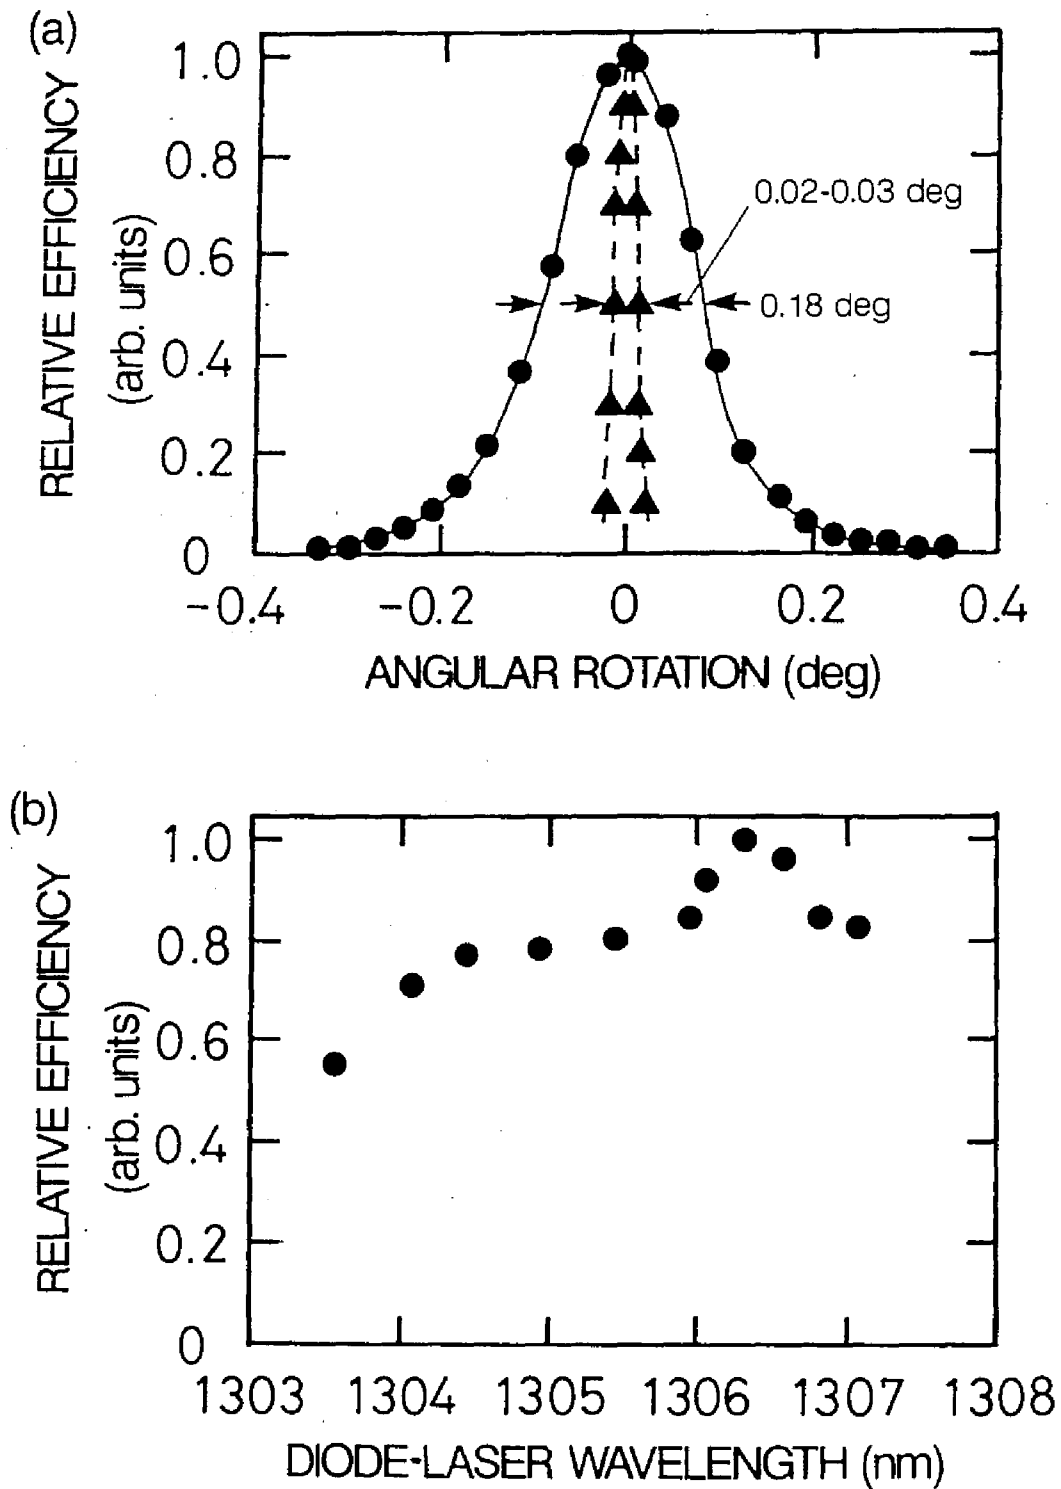 (a)
RELATIVE EFFICIENCY
(arb. units)
1.0
0.8
0.6
0.4
0.2
0
0.02-0.03 deg
0.18 deg
-0.4 -0.2 0 0.2 0.4
ANGULAR ROTATION (deg)
(b)
RELATIVE EFFICIENCY
(arb. units)
1.0
0.8
0.6
0.4
0.2
0
1303 1304 1305 1306 1307 1308
DIODE-LASER WAVELENGTH (nm)